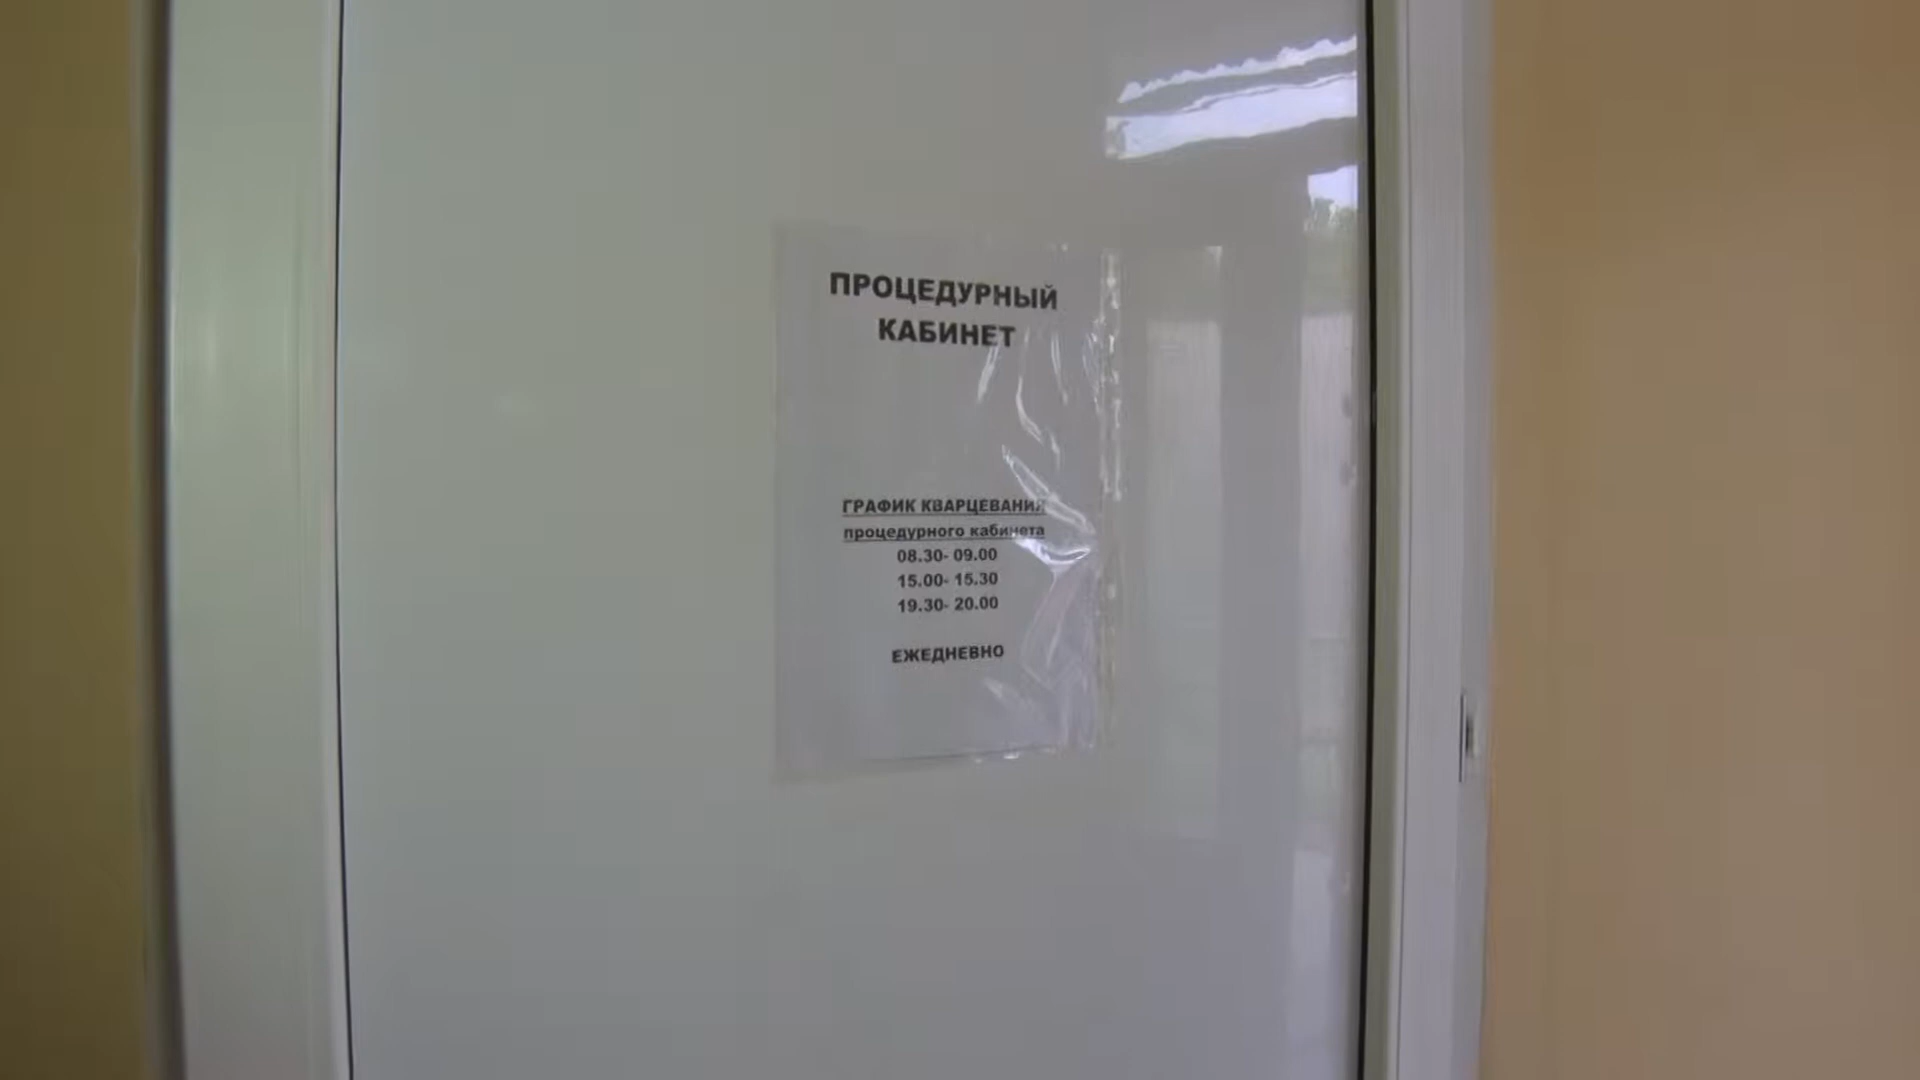 ПРОЦЕДУРНЫЙ
КАБИНЕТ
ГРАФИК КВАРЦЕВАНИЯ
процедурного кабинета
08.30- 09.00
15.00- 15.30
19.30- 20.00
ЕЖЕДНЕВНО